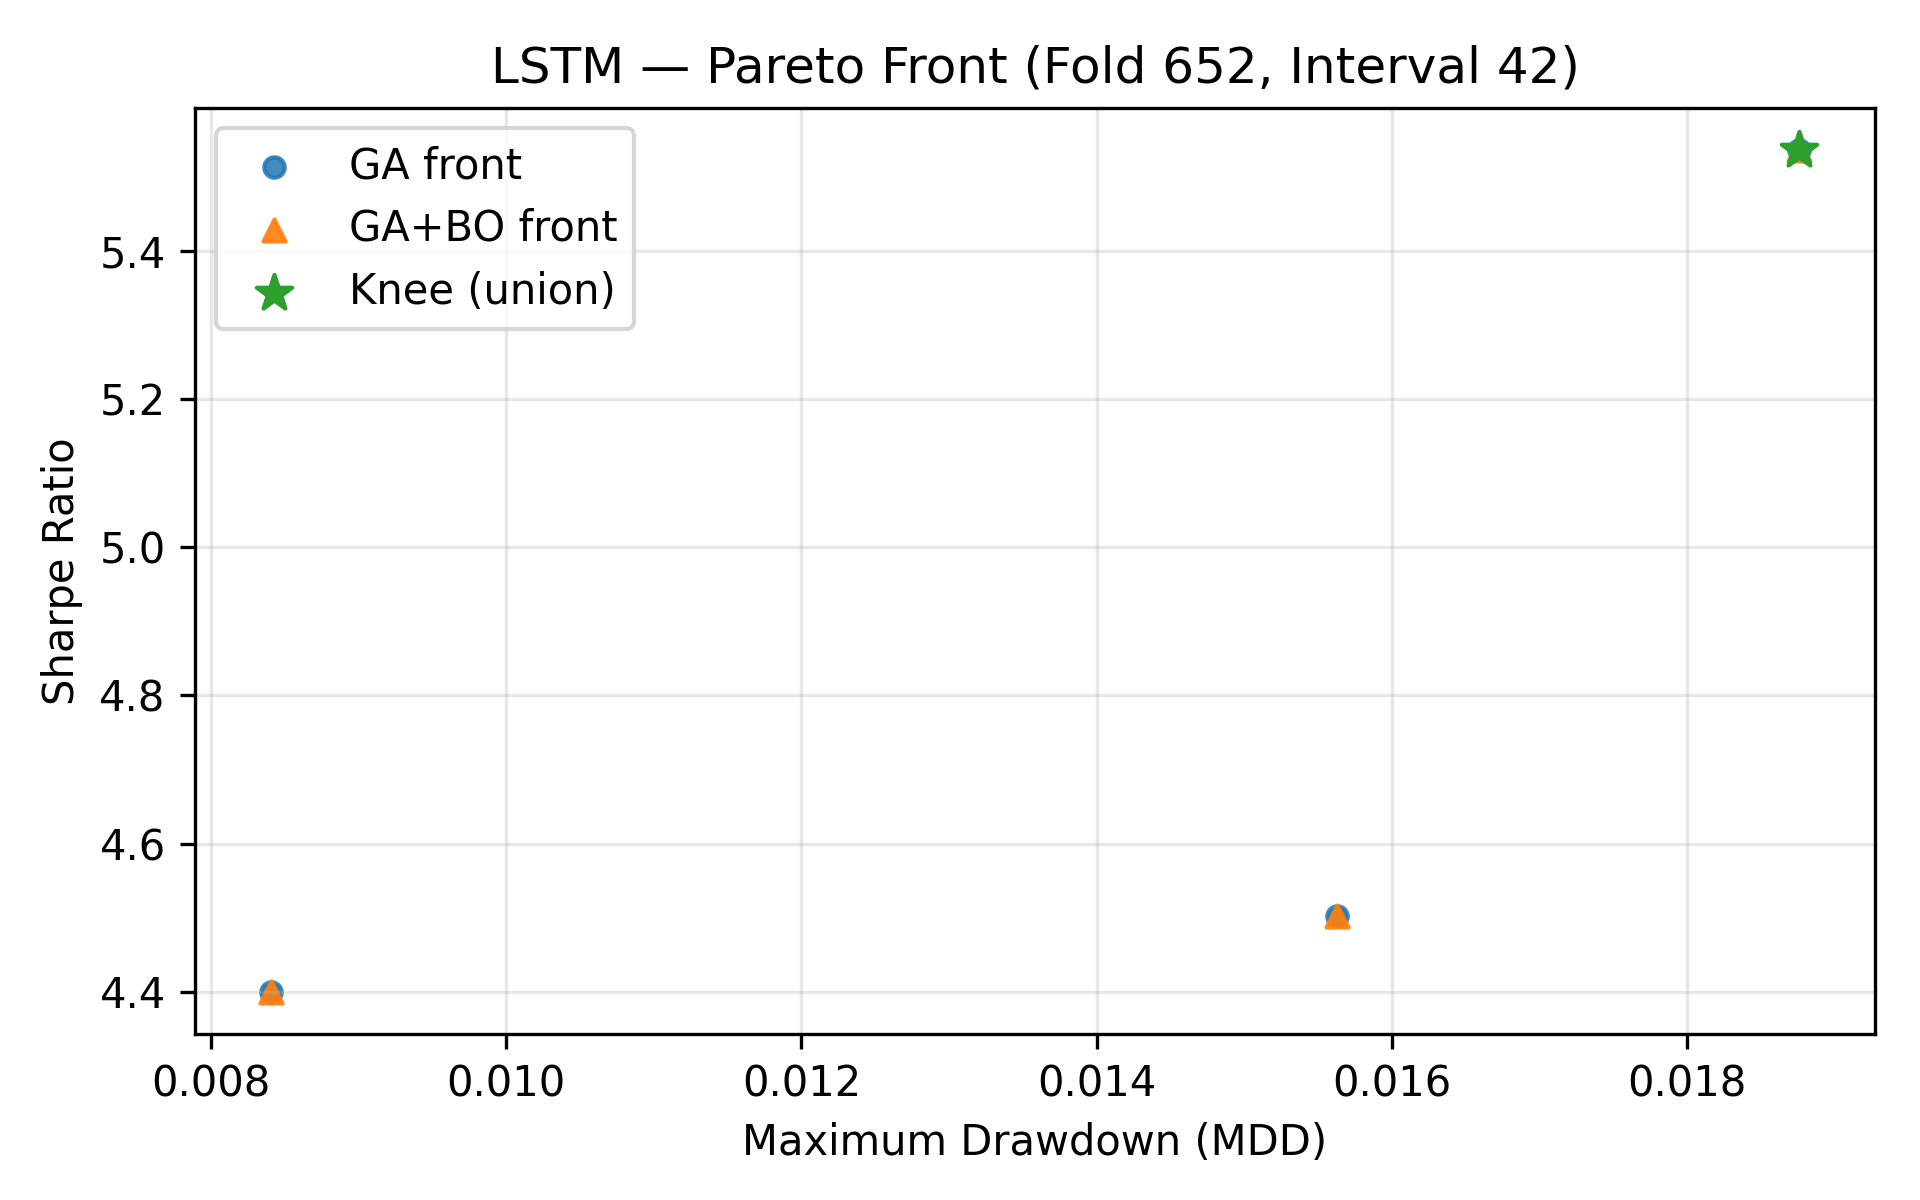 LSTM — Pareto Front (Fold 652, Interval 42)
GA front
GA+BO front
Knee (union)
5.4
5.2
5.0
4.8
4.6
4.4
Sharpe Ratio
0.008 0.010 0.012 0.014 0.016 0.018
Maximum Drawdown (MDD)